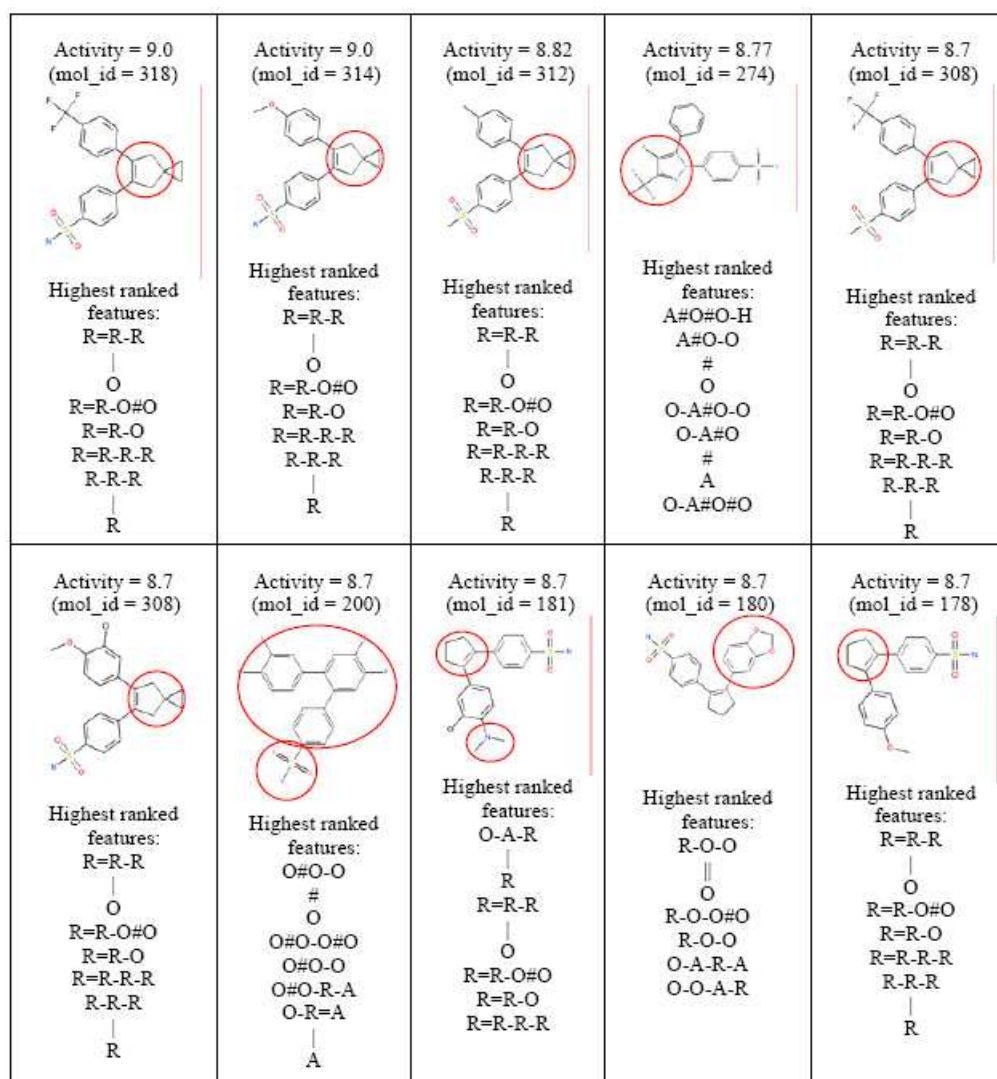 Activity = 9.0
(mol_id = 318)
F
F
F
S
O
O
N
Highest ranked
features:
R=R-R
|
O
R=R-O#O
R=R-O
R=R-R-R
R-R-R
|
R
Activity = 9.0
(mol_id = 314)
O
S
O
O
N
Highest ranked
features:
R=R-R
|
O
R=R-O#O
R=R-O
R=R-R-R
R-R-R
|
R
Activity = 8.82
(mol_id = 312)
S
O
O
Highest ranked
features:
R=R-R
|
O
R=R-O#O
R=R-O
R=R-R-R
R-R-R
|
R
Activity = 8.77
(mol_id = 274)
Highest ranked
features:
A#O#O-H
A#O-O
#
O
O-A#O-O
O-A#O
#
A
O-A#O#O
Activity = 8.7
(mol_id = 308)
F
F
F
S
O
O
Highest ranked
features:
R=R-R
|
O
R=R-O#O
R=R-O
R=R-R-R
R-R-R
|
R
Activity = 8.7
(mol_id = 308)
O
S
O
O
N
Highest ranked
features:
R=R-R
|
O
R=R-O#O
R=R-O
R=R-R-R
R-R-R
|
R
Activity = 8.7
(mol_id = 200)
Highest ranked
features:
O#O-O
#
O
O#O-O#O
O#O-O
O#O-R-A
O-R=A
|
A
Activity = 8.7
(mol_id = 181)
S
O
O
N
N
Highest ranked
features:
O-A-R
|
R
R=R-R
|
O
R=R-O#O
R=R-O
R=R-R-R
Activity = 8.7
(mol_id = 180)
N
S
O
O
O
O
Highest ranked
features:
R-O-O
||
O
R-O-O#O
R-O-O
O-A-R-A
O-O-A-R
Activity = 8.7
(mol_id = 178)
S
O
O
N
O
Highest ranked
features:
R=R-R
|
O
R=R-O#O
R=R-O
R=R-R-R
R-R-R
|
R